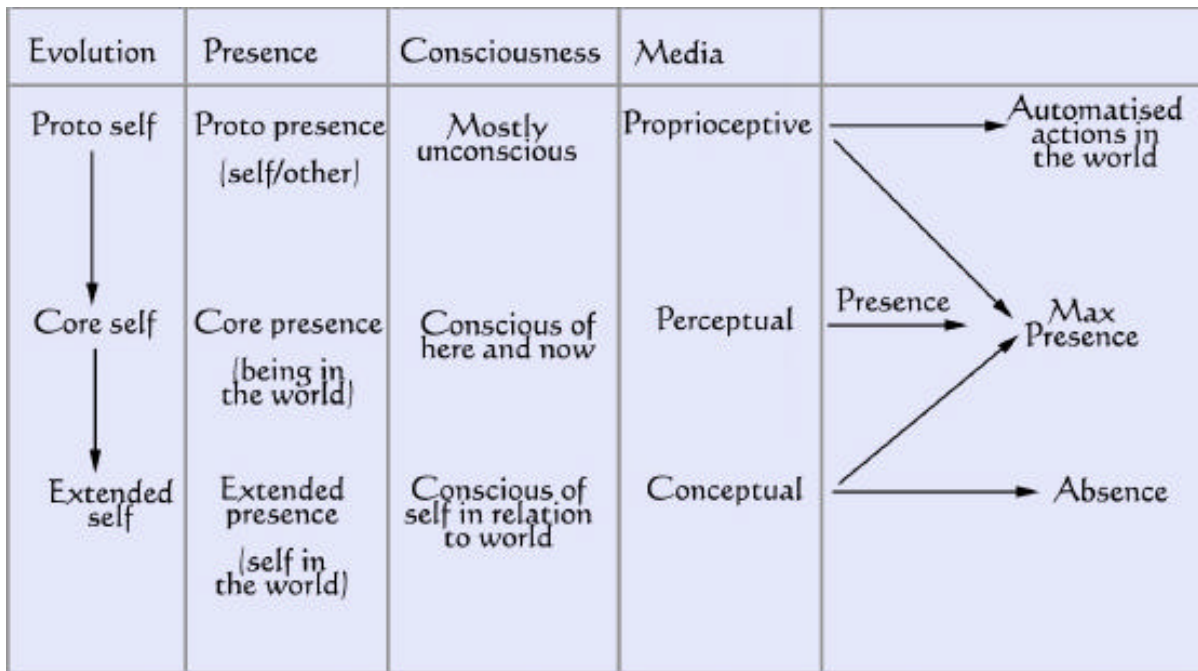 Evolution
Presence
Consciousness
Media
Proto self
Proto presence
(self/other)
Mostly
unconscious
Proprioceptive
Automatised
actions in
the world
Core self
Core presence
(being in
the world)
Conscious of
here and now
Perceptual
Presence
Max
Presence
Extended
self
Extended
presence
(self in
the world)
Conscious of
self in relation
to world
Conceptual
Absence